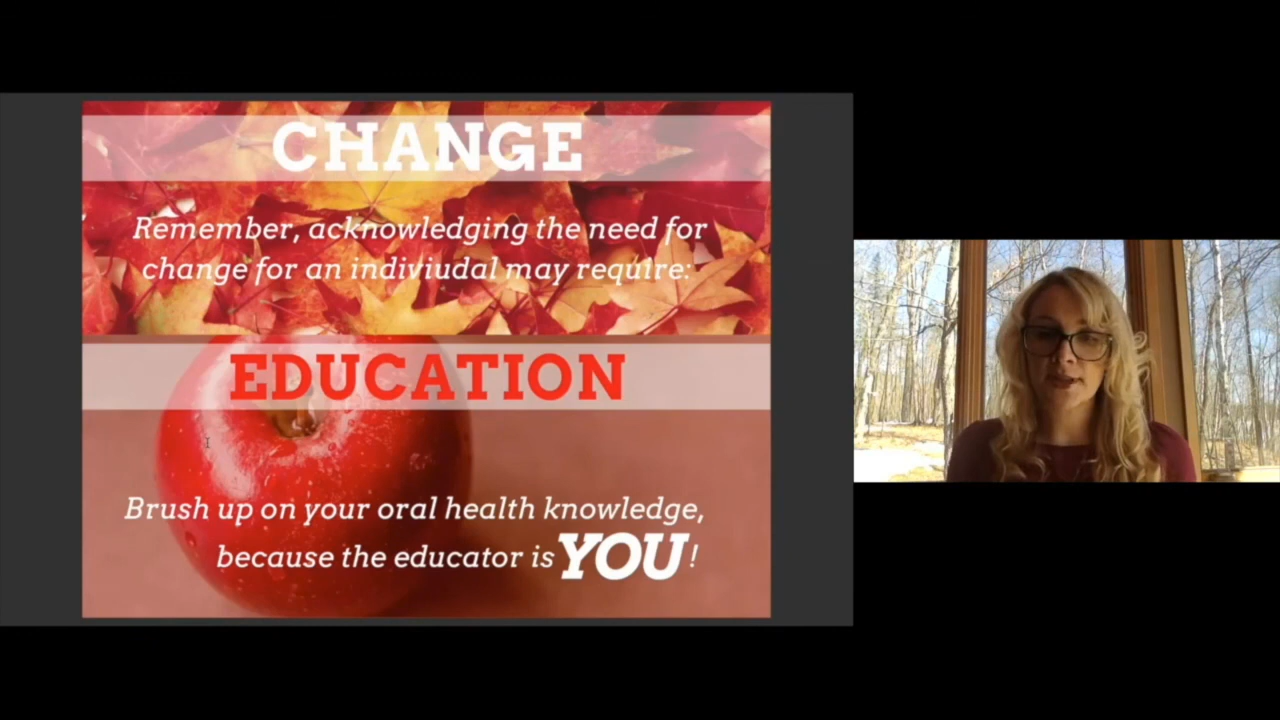 CHANGE
Remember, acknowledging the need for
change for an indiviudal may require:
EDUCATION
Brush up on your oral health knowledge,
because the educator is YOU!